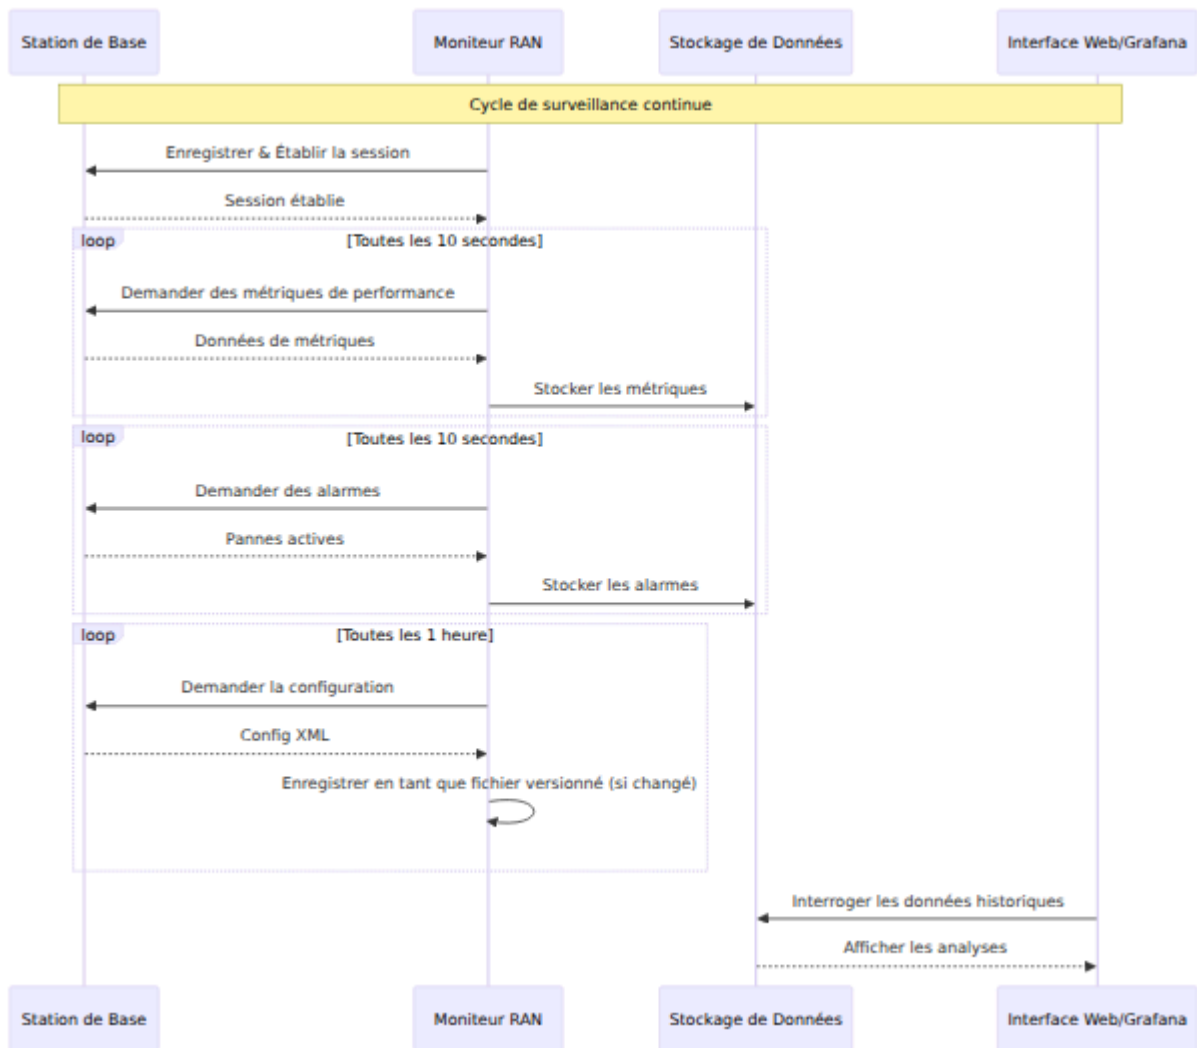 Station de Base
Moniteur RAN
Stockage de Données
Interface Web/Grafana
Cycle de surveillance continue
Enregistrer & Établir la session
Session établie
loop
[Toutes les 10 secondes]
Demander des métriques de performance
Données de métriques
Stocker les métriques
loop
[Toutes les 10 secondes]
Demander des alarmes
Pannes actives
Stocker les alarmes
loop
[Toutes les 1 heure]
Demander la configuration
Config XML
Enregistrer en tant que fichier versionné (si changé)
Interroger les données historiques
Afficher les analyses
Station de Base
Moniteur RAN
Stockage de Données
Interface Web/Grafana